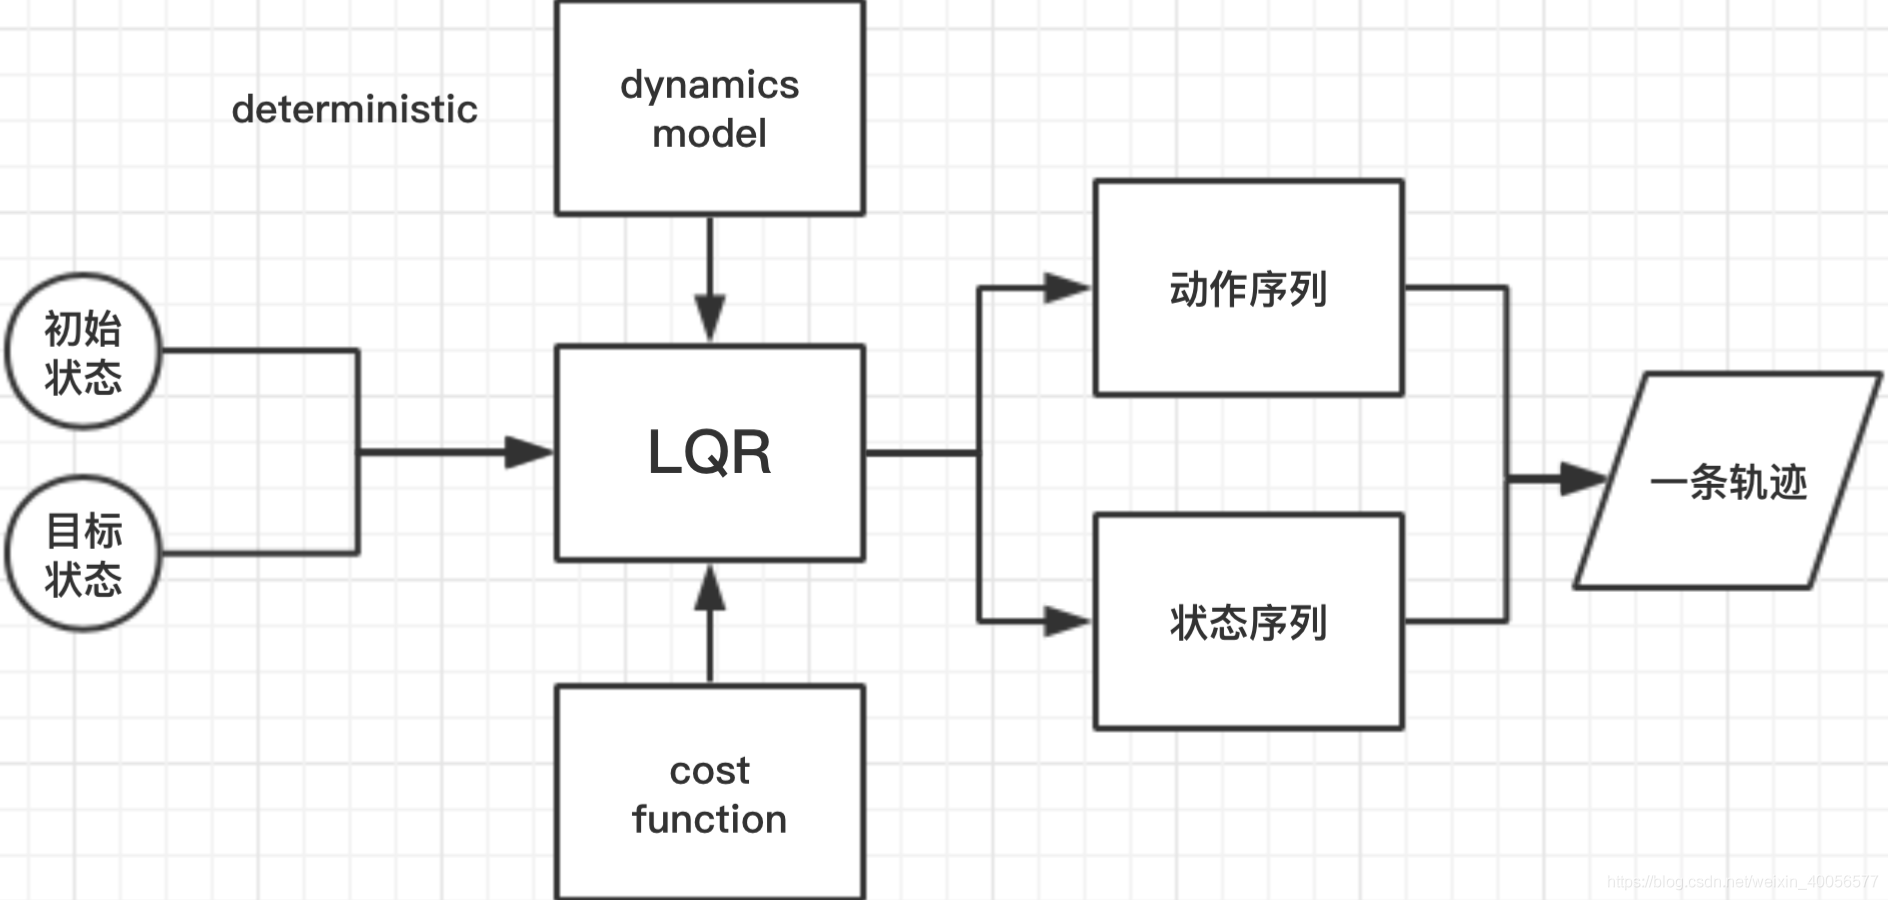 deterministic
dynamics
model
初始
状态
目标
状态
LQR
cost
function
动作序列
状态序列
一条轨迹
https://blog.csdn.net/weixin_40056577